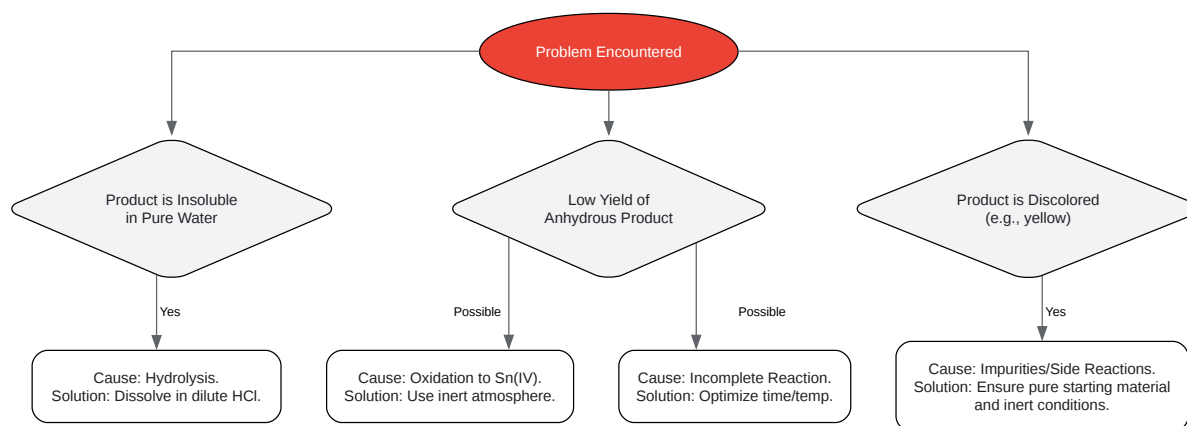 Problem Encountered
Product is Insoluble
in Pure Water
Low Yield of
Anhydrous Product
Product is Discolored
(e.g., yellow)
Yes
Possible
Possible
Yes
Cause: Hydrolysis.
Solution: Dissolve in dilute HCl.
Cause: Oxidation to Sn(IV).
Solution: Use inert atmosphere.
Cause: Incomplete Reaction.
Solution: Optimize time/temp.
Cause: Impurities/Side Reactions.
Solution: Ensure pure starting material
and inert conditions.